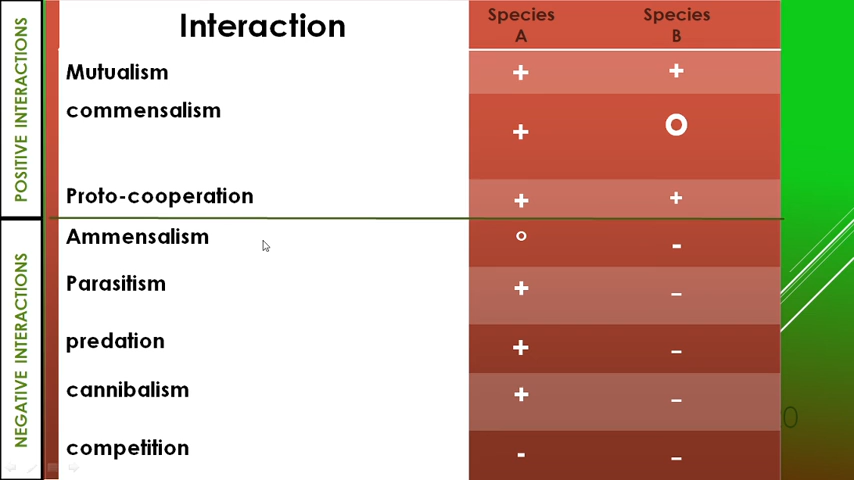 Interaction
Species A
Species B
POSITIVE INTERACTIONS
Mutualism + +
commensalism + o
Proto-cooperation + +
NEGATIVE INTERACTIONS
Ammensalism o -
Parasitism + –
predation + –
cannibalism + –
competition - –